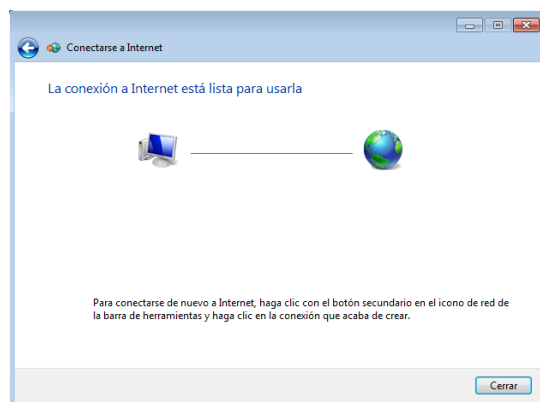 Conectarse a Internet
La conexión a Internet está lista para usarla
Para conectarse de nuevo a Internet, haga clic con el botón secundario en el icono de red de
la barra de herramientas y haga clic en la conexión que acaba de crear.
Cerrar